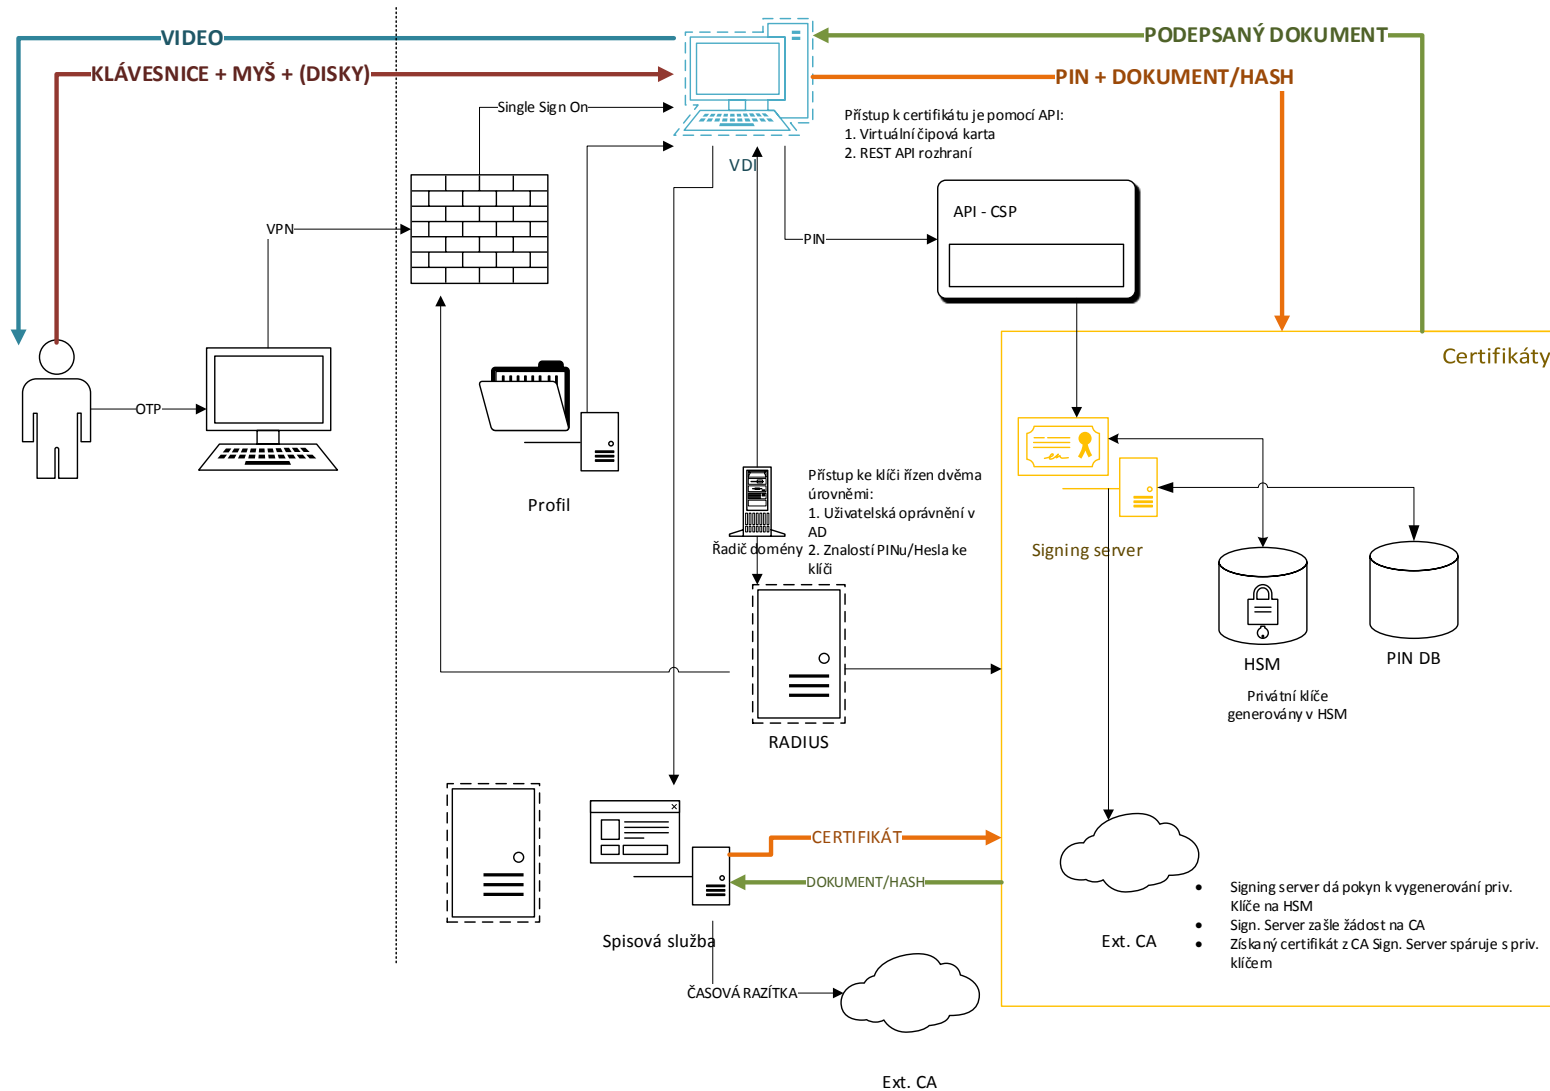 VIDEO
PODEPSANÝ DOKUMENT
KLÁVESNICE + MYŠ + (DISKY)
PIN + DOKUMENT/HASH
Single Sign On
Přístup k certifikátu je pomocí API:
1. Virtuální čipová karta
2. REST API rozhraní
VDI
API - CSP
VPN
PIN
Certifikáty
OTP
Profil
Přístup ke klíči řízen dvěma
úrovněmi:
1. Uživatelská oprávnění v
AD
2. Znalostí PINu/Hesla ke
klíči
Řadič domény
Signing server
HSM
PIN DB
Privátní klíče
generovány v HSM
RADIUS
CERTIFIKÁT
DOKUMENT/HASH
Spisová služba
Ext. CA
• Signing server dá pokyn k vygenerování priv.
Klíče na HSM
• Sign. Server zašle žádost na CA
• Získaný certifikát z CA Sign. Server spáruje s priv.
klíčem
ČASOVÁ RAZÍTKA
Ext. CA